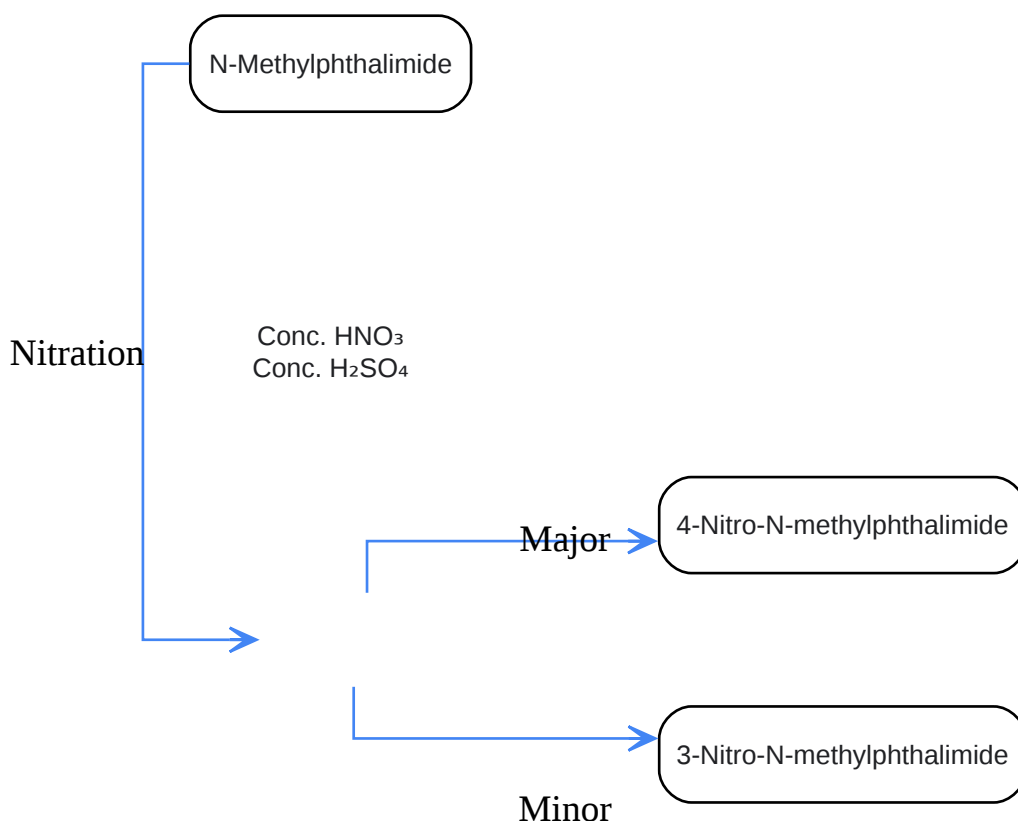 N-Methylphthalimide
Nitration
Conc. HNO₃
Conc. H₂SO₄
Major
4-Nitro-N-methylphthalimide
3-Nitro-N-methylphthalimide
Minor